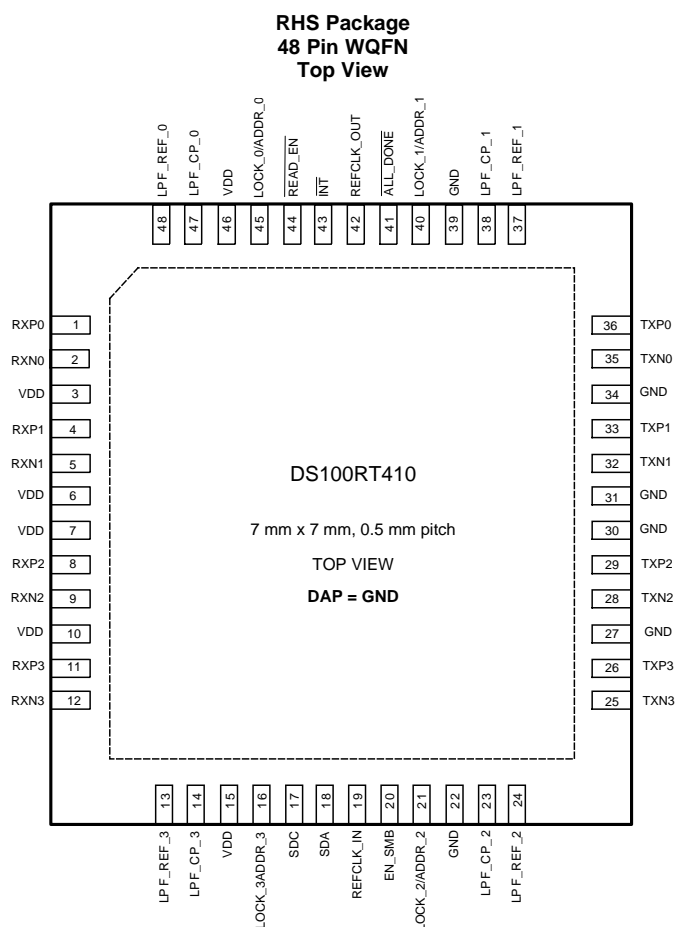 RHS Package
48 Pin WQFN
Top View
LPF_REF_0
LPF_CP_0
VDD
LOCK_0/ADDR_0
READ_EN
INT
REFCLK_OUT
ALL_DONE
LOCK_1/ADDR_1
GND
LPF_CP_1
LPF_REF_1
48
47
46
45
44
43
42
41
40
39
38
37
RXP0 1
RXN0 2
VDD 3
RXP1 4
RXN1 5
VDD 6
VDD 7
RXP2 8
RXN2 9
VDD 10
RXP3 11
RXN3 12
DS100RT410
7 mm x 7 mm, 0.5 mm pitch
TOP VIEW
DAP = GND
36 TXP0
35 TXN0
34 GND
33 TXP1
32 TXN1
31 GND
30 GND
29 TXP2
28 TXN2
27 GND
26 TXP3
25 TXN3
13
14
15
16
17
18
19
20
21
22
23
24
LPF_REF_3
LPF_CP_3
VDD
LOCK_3ADDR_3
SDC
SDA
REFCLK_IN
EN_SMB
LOCK_2/ADDR_2
GND
LPF_CP_2
LPF_REF_2